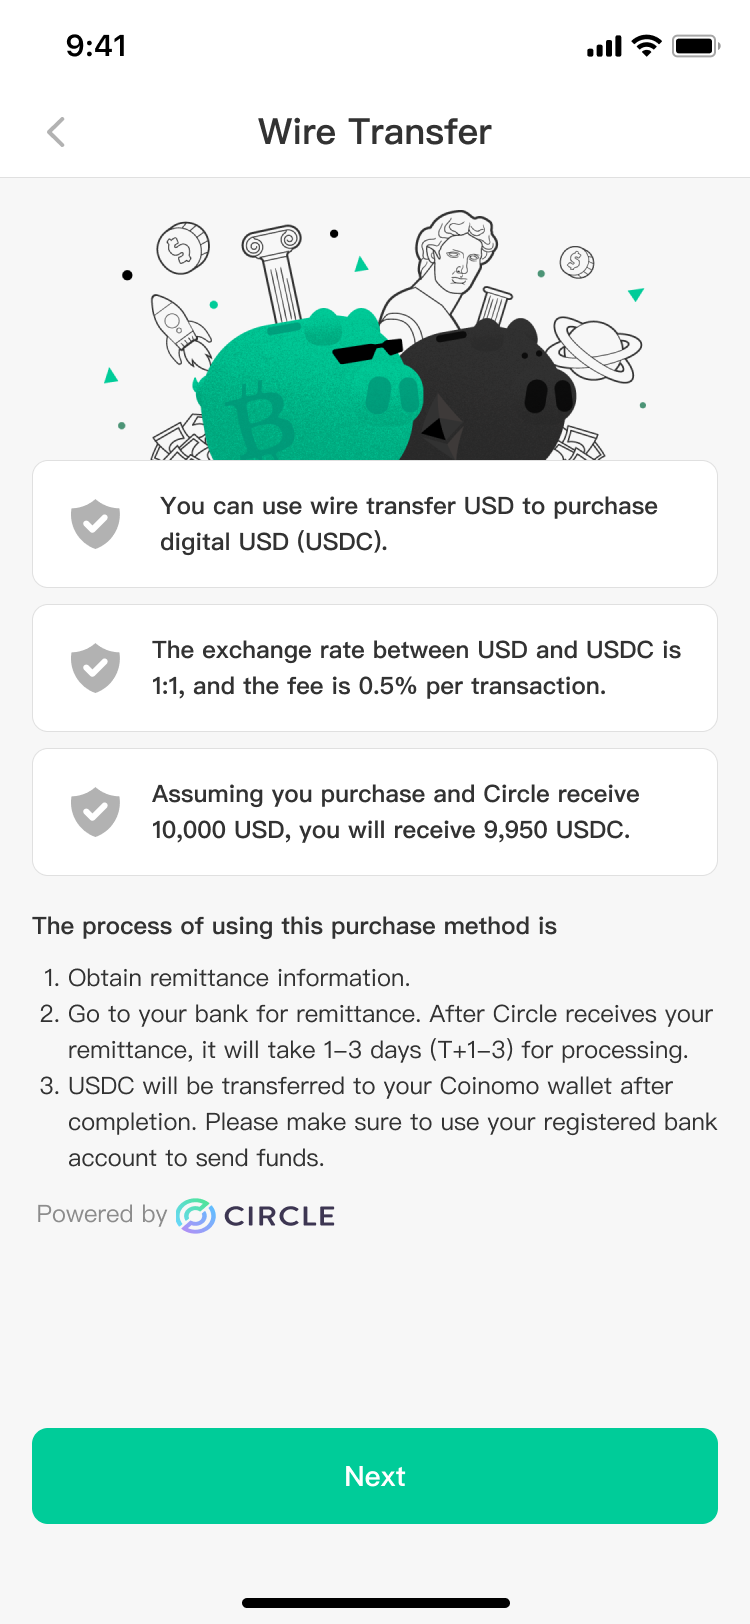 9:41
Wire Transfer
You can use wire transfer USD to purchase
digital USD (USDC).
The exchange rate between USD and USDC is
1:1, and the fee is 0.5% per transaction.
Assuming you purchase and Circle receive
10,000 USD, you will receive 9,950 USDC.
The process of using this purchase method is
1. Obtain remittance information.
2. Go to your bank for remittance. After Circle receives your
remittance, it will take 1–3 days (T+1–3) for processing.
3. USDC will be transferred to your Coinomo wallet after
completion. Please make sure to use your registered bank
account to send funds.
Powered by CIRCLE
Next